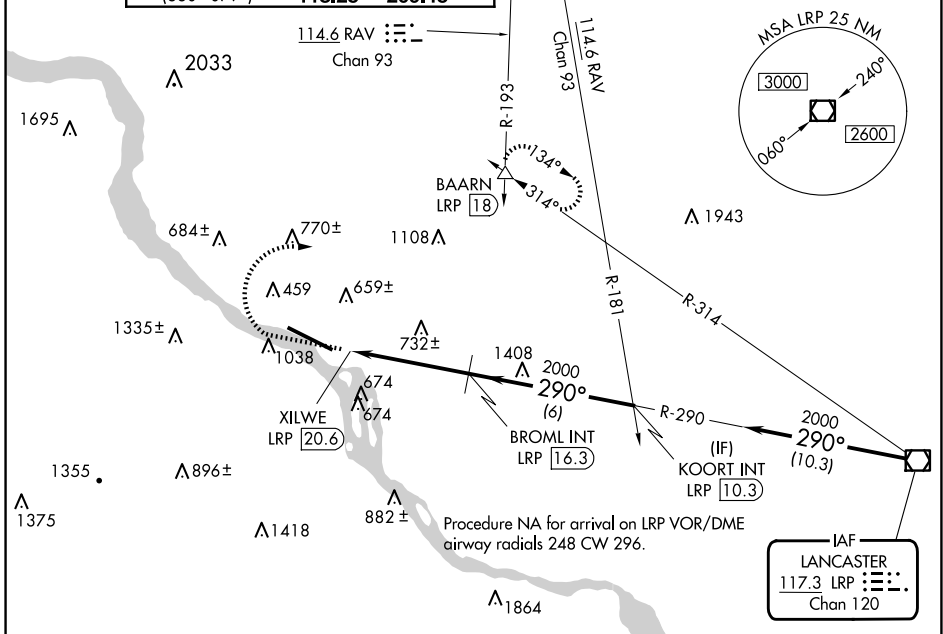 114.6 RAV
Chan 93
114.6 RAV
Chan 93
MSA LRP 25 NM
3000
240°
060°
2600
2033
1695
R-193
134°
314°
BAARN
LRP 18
1943
684±
770±
1108
459
659±
R-181
R-314
1335±
1038
732±
1408
2000
290°
(6)
674
674
XILWE
LRP 20.6
BROML INT
LRP 16.3
R-290
2000
290°
(10.3)
(IF)
KOORT INT
LRP 10.3
1355
896±
1375
882±
1418
Procedure NA for arrival on LRP VOR/DME
airway radials 248 CW 296.
IAF
LANCASTER
117.3 LRP
Chan 120
1864